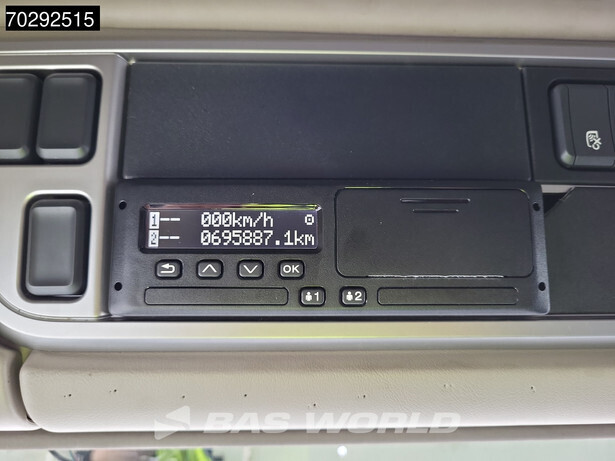 70292515
1 -- 000km/h
2 -- 0695887.1km
OK
1
2
BAS WORLD